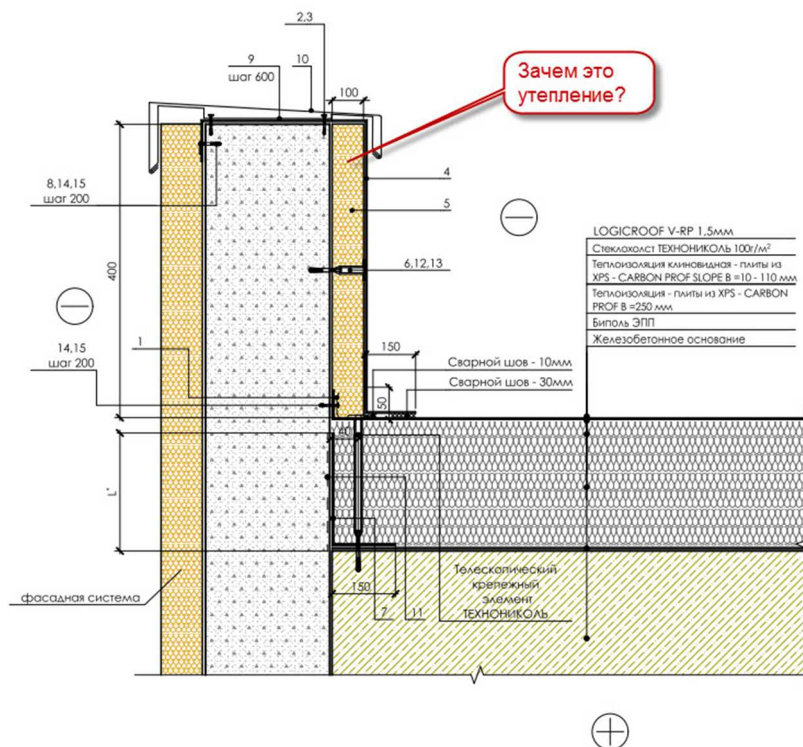 2,3
9
10
шаг 600
100
Зачем это
утепление?
8,14,15
шаг 200
4
5
400
6,12,13
LOGICROOF V-RP 1,5мм
Стеклохолст ТЕХНОНИКОЛЬ 100г/м²
Теплоизоляция клиновидная - плиты из
XPS - CARBON PROF SLOPE В =10 - 110 мм
Теплоизоляция - плиты из XPS - CARBON
PROF В =250 мм
Биполь ЭПП
Железобетонное основание
14,15
шаг 200
1
150
Сварной шов - 10мм
Сварной шов - 30мм
50
40
L*
150
фасадная система
Телескопический
крепежный
элемент
ТЕХНОНИКОЛЬ
7
11